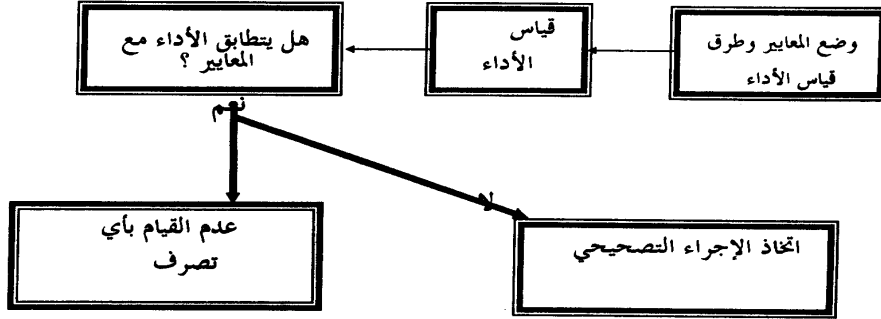 وضع المعايير وطرق
قياس الأداء
قياس
الأداء
هل يتطابق الأداء مع
المعايير ؟
نعم
لا
عدم القيام بأي
تصرف
اتخاذ الإجراء التصحيحي